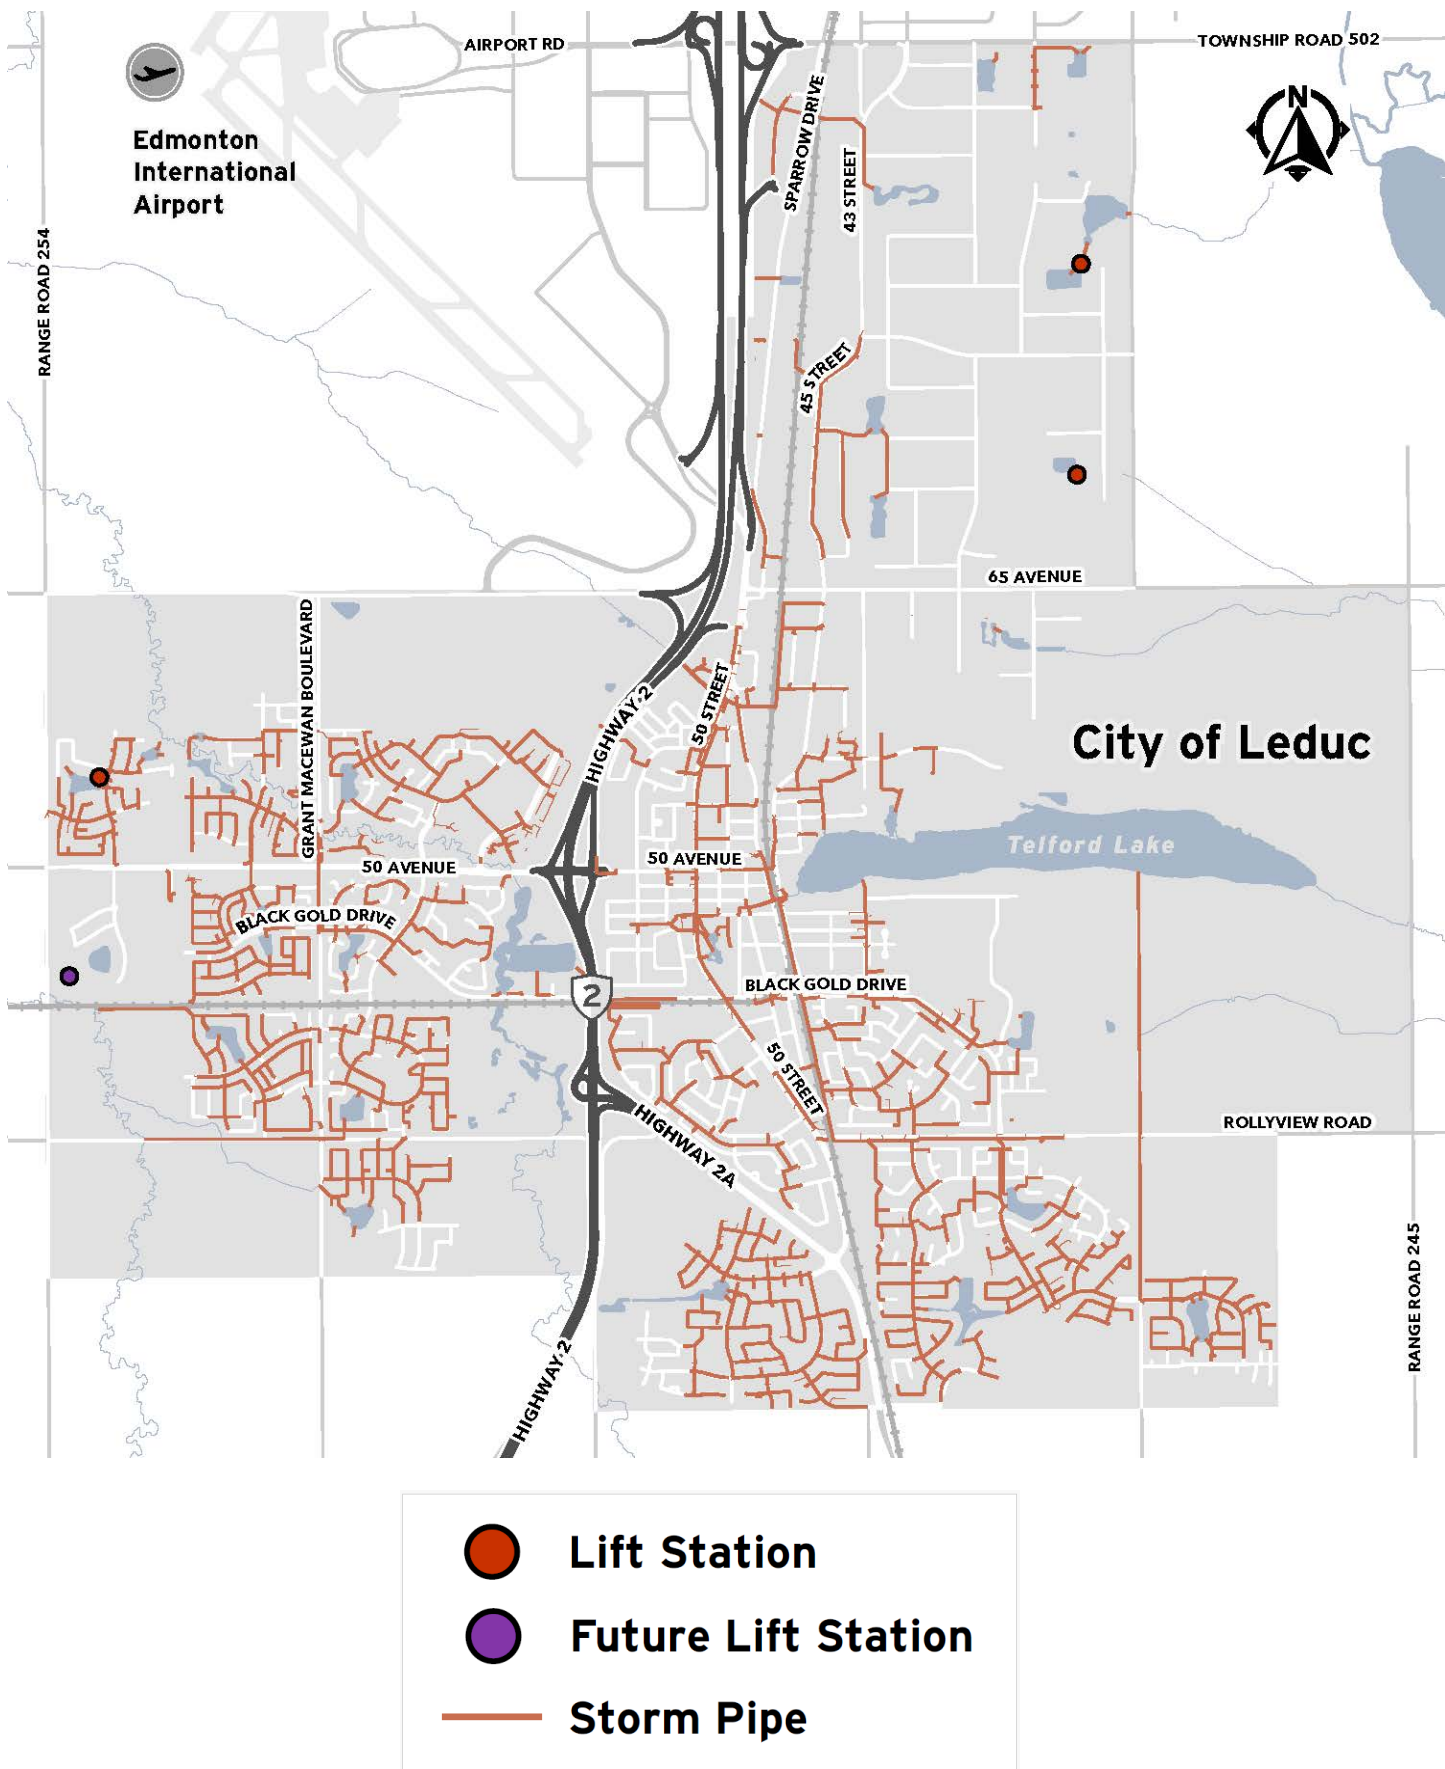 AIRPORT RD
TOWNSHIP ROAD 502
N
Edmonton
International
Airport
SPARROW DRIVE
43 STREET
RANGE ROAD 254
45 STREET
65 AVENUE
GRANT MACEWAN BOULEVARD
50 STREET
HIGHWAY 2
City of Leduc
Telford Lake
50 AVENUE
50 AVENUE
BLACK GOLD DRIVE
BLACK GOLD DRIVE
2
50 STREET
HIGHWAY 2A
ROLLYVIEW ROAD
RANGE ROAD 245
HIGHWAY 2
Lift Station
Future Lift Station
Storm Pipe